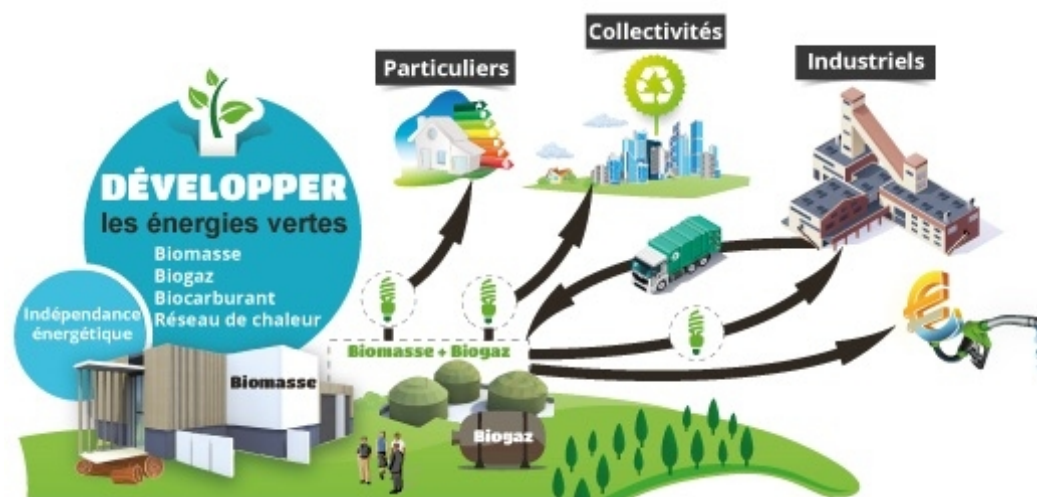 Collectivités
Particuliers
Industriels
DÉVELOPPER
les énergies vertes
Biomasse
Biogaz
Biocarburant
Réseau de chaleur
Indépendance
énergétique
Biomasse + Biogaz
Biomasse
Biogaz